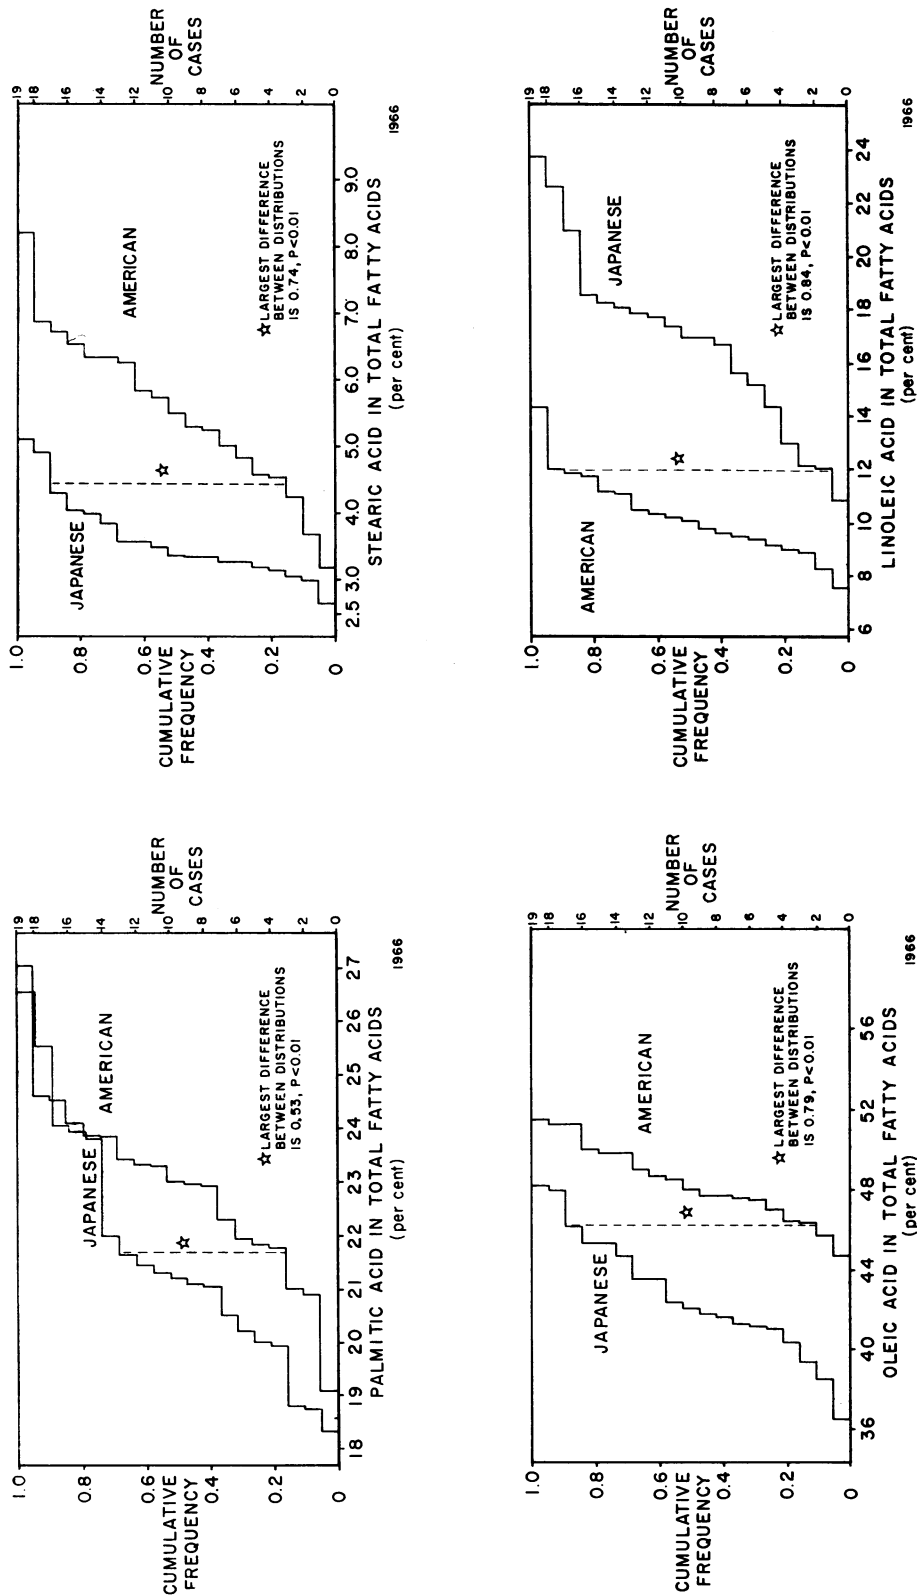 CUMULATIVE
FREQUENCY
1.0
0.8
0.6
0.4
0.2
0
JAPANESE
AMERICAN
☆ LARGEST DIFFERENCE
BETWEEN DISTRIBUTIONS
IS 0.53, P<0.01
19
18
16
14
12
10
8
6
4
2
0
NUMBER
OF
CASES
18 19 20 21 22 23 24 25 26 27
PALMITIC ACID IN TOTAL FATTY ACIDS
(per cent)
1966
CUMULATIVE
FREQUENCY
1.0
0.8
0.6
0.4
0.2
0
JAPANESE
AMERICAN
☆ LARGEST DIFFERENCE
BETWEEN DISTRIBUTIONS
IS 0.74, P<0.01
19
18
16
14
12
10
8
6
4
2
0
NUMBER
OF
CASES
2.5 3.0 4.0 5.0 6.0 7.0 8.0 9.0
STEARIC ACID IN TOTAL FATTY ACIDS
(per cent)
1966
CUMULATIVE
FREQUENCY
1.0
0.8
0.6
0.4
0.2
0
JAPANESE
AMERICAN
☆ LARGEST DIFFERENCE
BETWEEN DISTRIBUTIONS
IS 0.79, P<0.01
19
18
16
14
12
10
8
6
4
2
0
NUMBER
OF
CASES
36 40 44 48 52 56
OLEIC ACID IN TOTAL FATTY ACIDS
(per cent)
1966
CUMULATIVE
FREQUENCY
1.0
0.8
0.6
0.4
0.2
0
AMERICAN
JAPANESE
☆ LARGEST DIFFERENCE
BETWEEN DISTRIBUTIONS
IS 0.84, P<0.01
19
18
16
14
12
10
8
6
4
2
0
NUMBER
OF
CASES
6 8 10 12 14 16 18 20 22 24
LINOLEIC ACID IN TOTAL FATTY ACIDS
(per cent)
1966